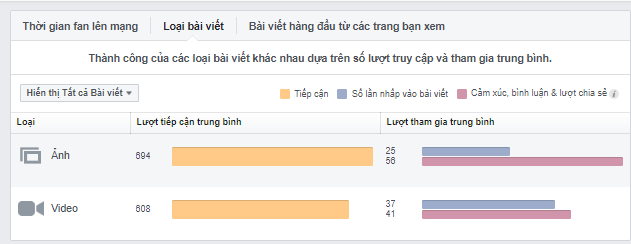 Thời gian fan lên mạng Loại bài viết Bài viết hàng đầu từ các trang bạn xem
Thành công của các loại bài viết khác nhau dựa trên số lượt truy cập và tham gia trung bình.
Hiển thị Tất cả Bài viết Tiếp cận Số lần nhấp vào bài viết Cảm xúc, bình luận & lượt chia sẻ i
Loại Lượt tiếp cận trung bình Lượt tham gia trung bình
Ảnh 694 25
56
Video 608 37
41